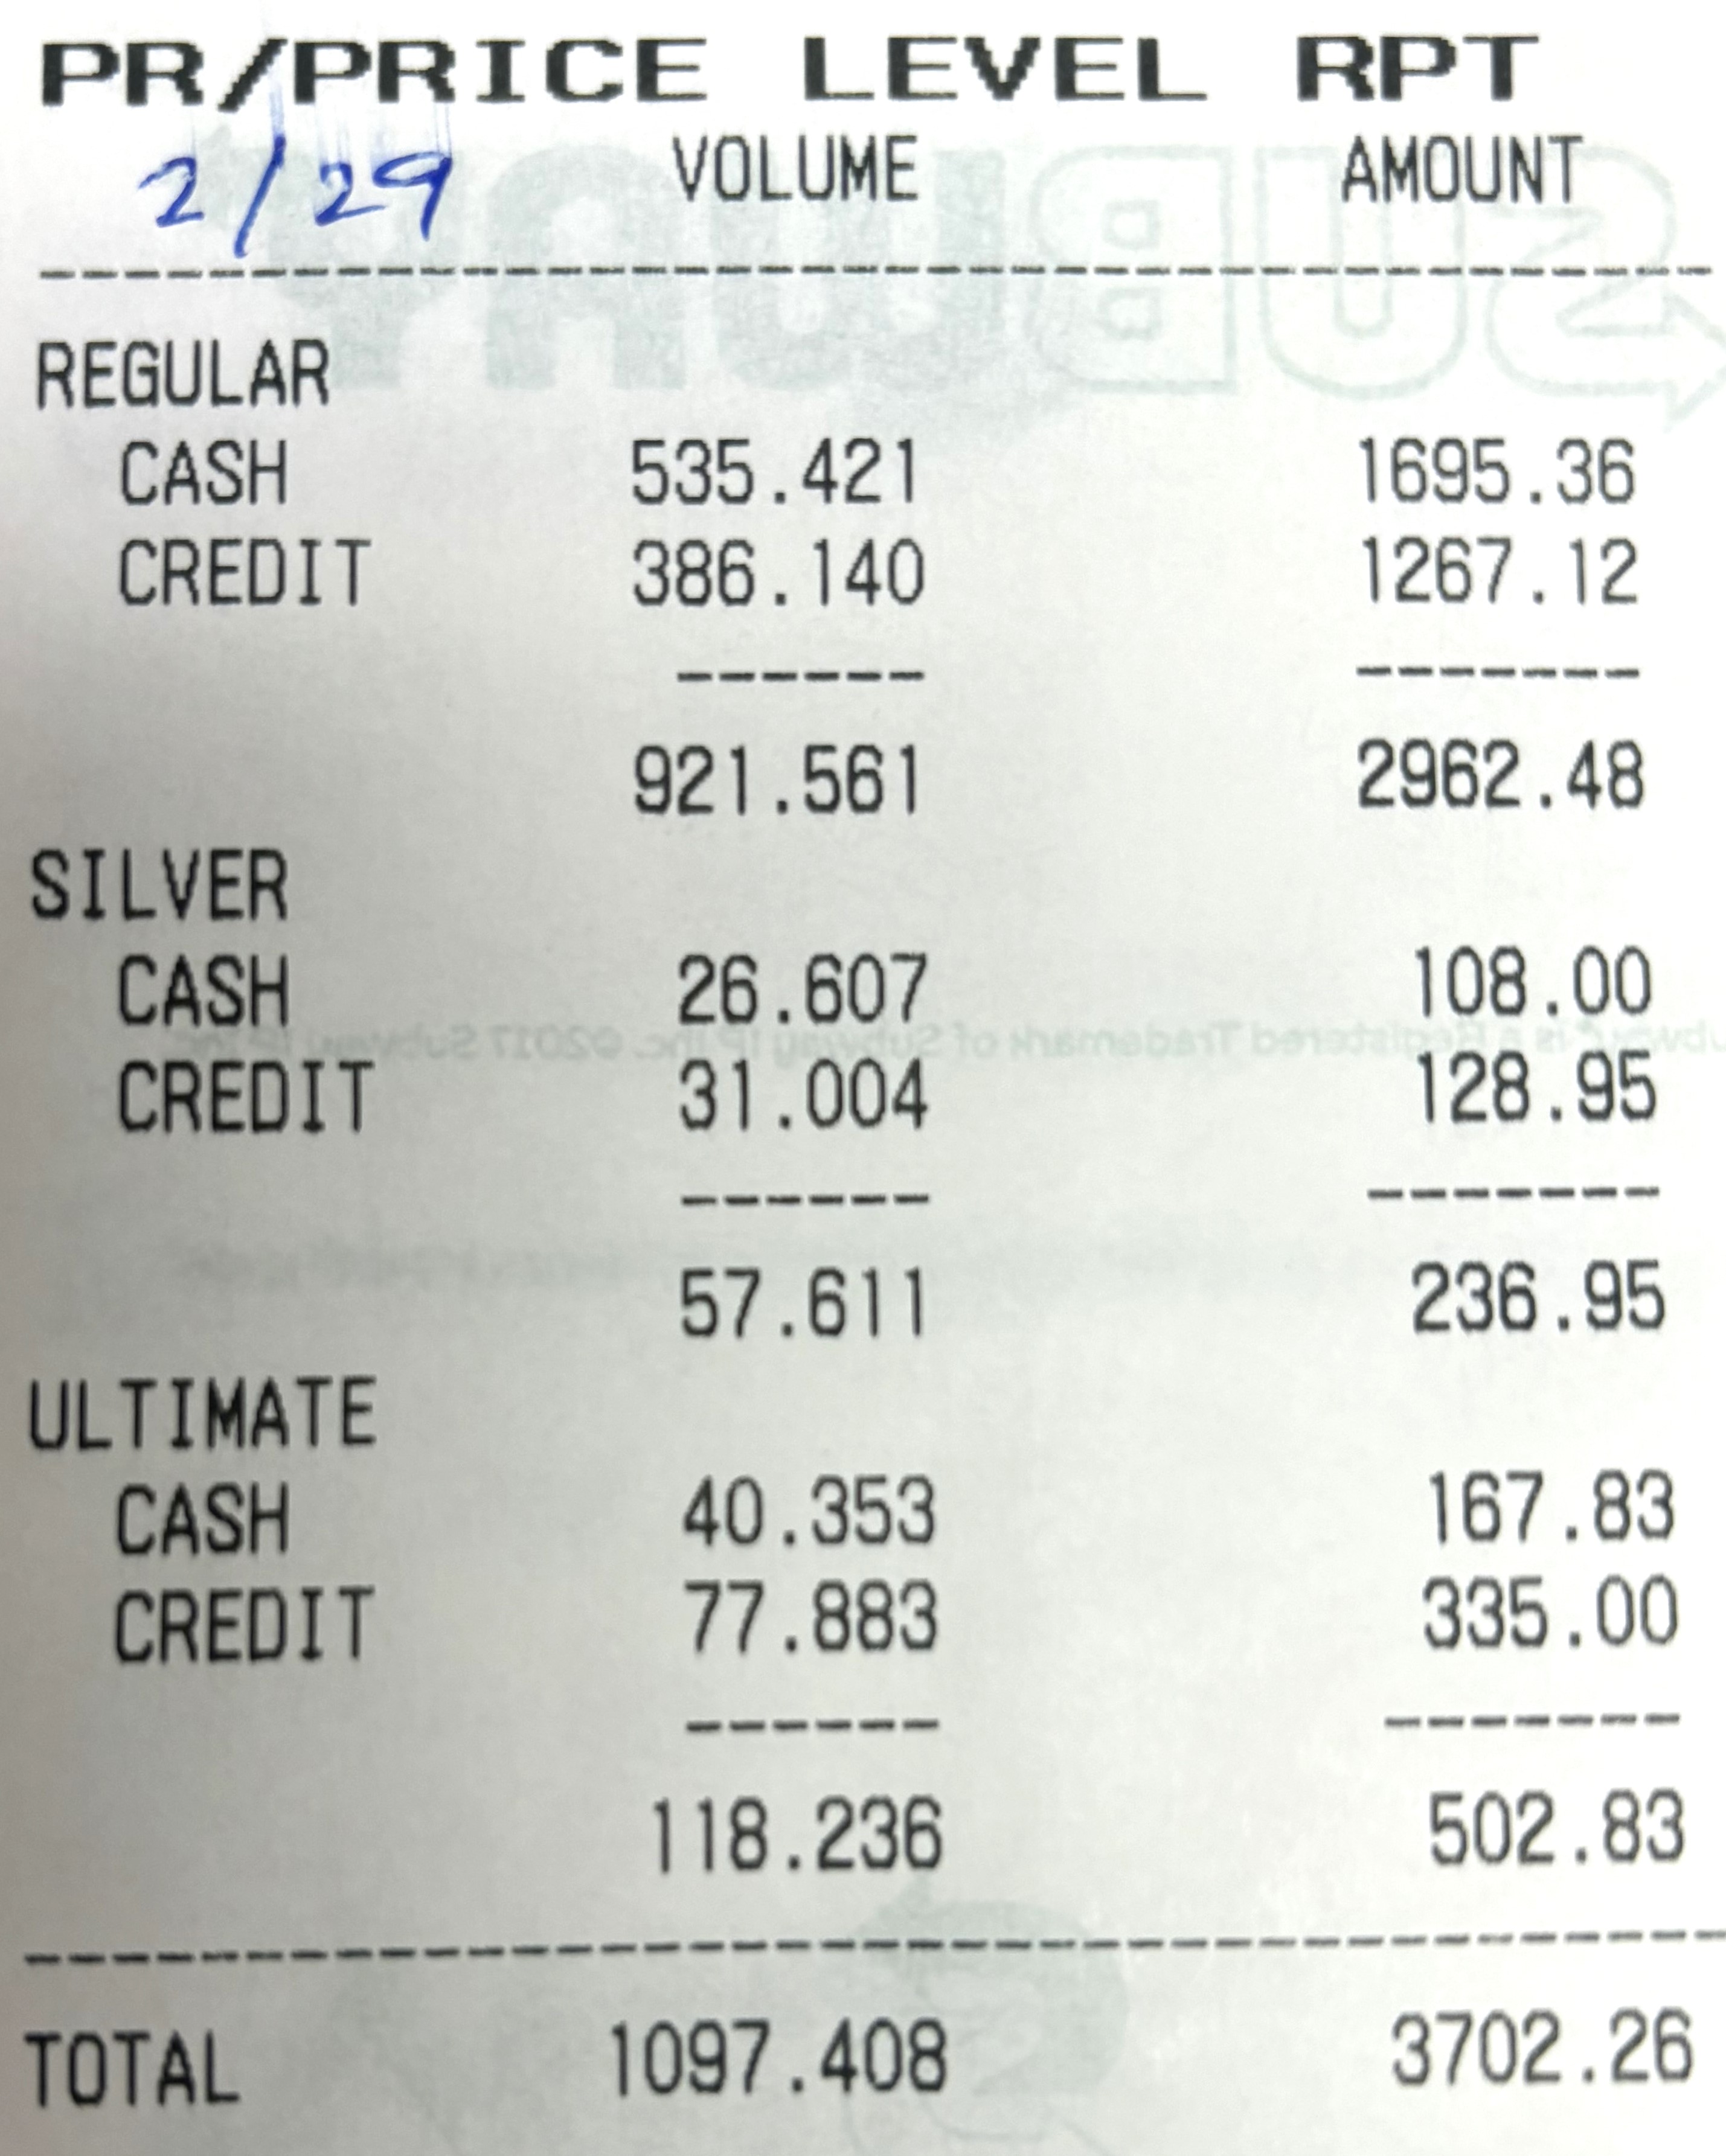 PR/PRICE LEVEL RPT
2/29 VOLUME AMOUNT
REGULAR
CASH 535.421 1695.36
CREDIT 386.140 1267.12
921.561 2962.48
SILVER
CASH 26.607 108.00
CREDIT 31.004 128.95
57.611 236.95
ULTIMATE
CASH 40.353 167.83
CREDIT 77.883 335.00
118.236 502.83
TOTAL 1097.408 3702.26
SUBWAY
is a Registered Trademark of Subway IP Inc. ©2017 Subway IP Inc.